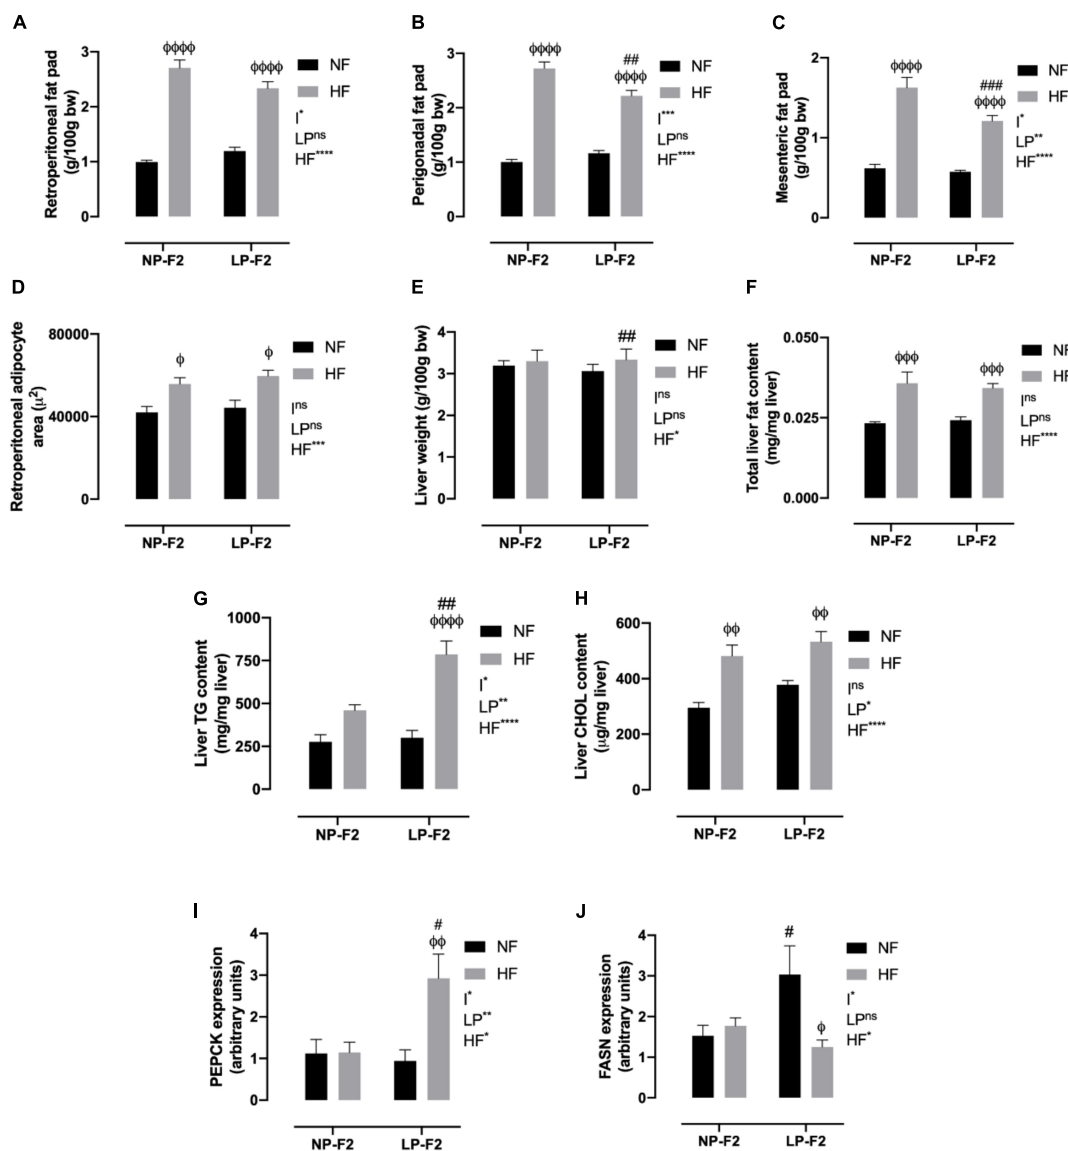 A
Retroperitoneal fat pad
(g/100g bw)
3
2
1
0
ϕϕϕϕ
ϕϕϕϕ
NF
HF
I*
LPns
HF****
NP-F2
LP-F2
B
Perigonadal fat pad
(g/100g bw)
3
2
1
0
ϕϕϕϕ
##
ϕϕϕϕ
NF
HF
I***
LPns
HF****
NP-F2
LP-F2
C
Mesenteric fat pad
(g/100g bw)
2
1
0
ϕϕϕϕ
###
ϕϕϕϕ
NF
HF
I*
LP**
HF****
NP-F2
LP-F2
D
Retroperitoneal adipocyte
area (μ2)
80000
40000
0
ϕ
ϕ
NF
HF
Ins
LPns
HF***
NP-F2
LP-F2
E
Liver weight (g/100g bw)
4
3
2
1
0
##
NF
HF
Ins
LPns
HF*
NP-F2
LP-F2
F
Total liver fat content
(mg/mg liver)
0.050
0.025
0.000
ϕϕϕ
ϕϕϕ
NF
HF
Ins
LPns
HF****
NP-F2
LP-F2
G
Liver TG content
(mg/mg liver)
1000
750
500
250
0
##
ϕϕϕϕ
NF
HF
I*
LP**
HF****
NP-F2
LP-F2
H
Liver CHOL content
(μg/mg liver)
600
400
200
0
ϕϕ
ϕϕ
NF
HF
Ins
LP*
HF****
NP-F2
LP-F2
I
PEPCK expression
(arbitrary units)
4
3
2
1
0
#
ϕϕ
NF
HF
I*
LP**
HF*
NP-F2
LP-F2
J
FASN expression
(arbitrary units)
4
3
2
1
0
#
ϕ
NF
HF
I*
LPns
HF*
NP-F2
LP-F2